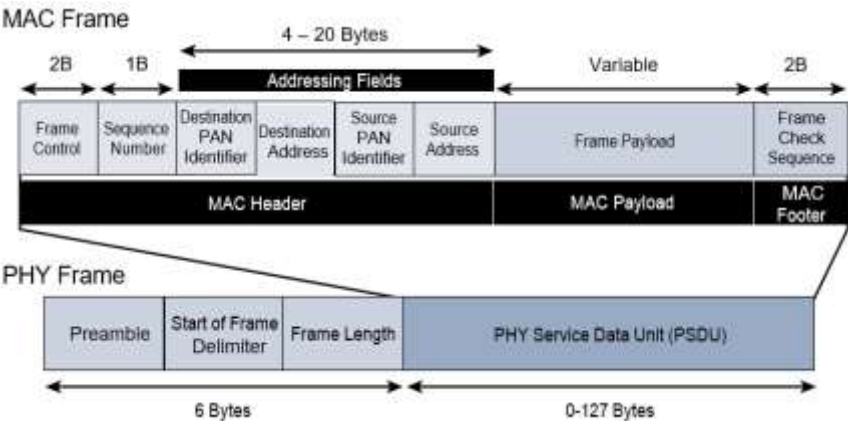 MAC Frame
4 – 20 Bytes
2B
1B
Addressing Fields
Variable
2B
Frame
Control
Sequence
Number
Destination
PAN
Identifier
Destination
Address
Source
PAN
Identifier
Source
Address
Frame Payload
Frame
Check
Sequence
MAC Header
MAC Payload
MAC
Footer
PHY Frame
Preamble
Start of Frame
Delimiter
Frame Length
PHY Service Data Unit (PSDU)
6 Bytes
0-127 Bytes